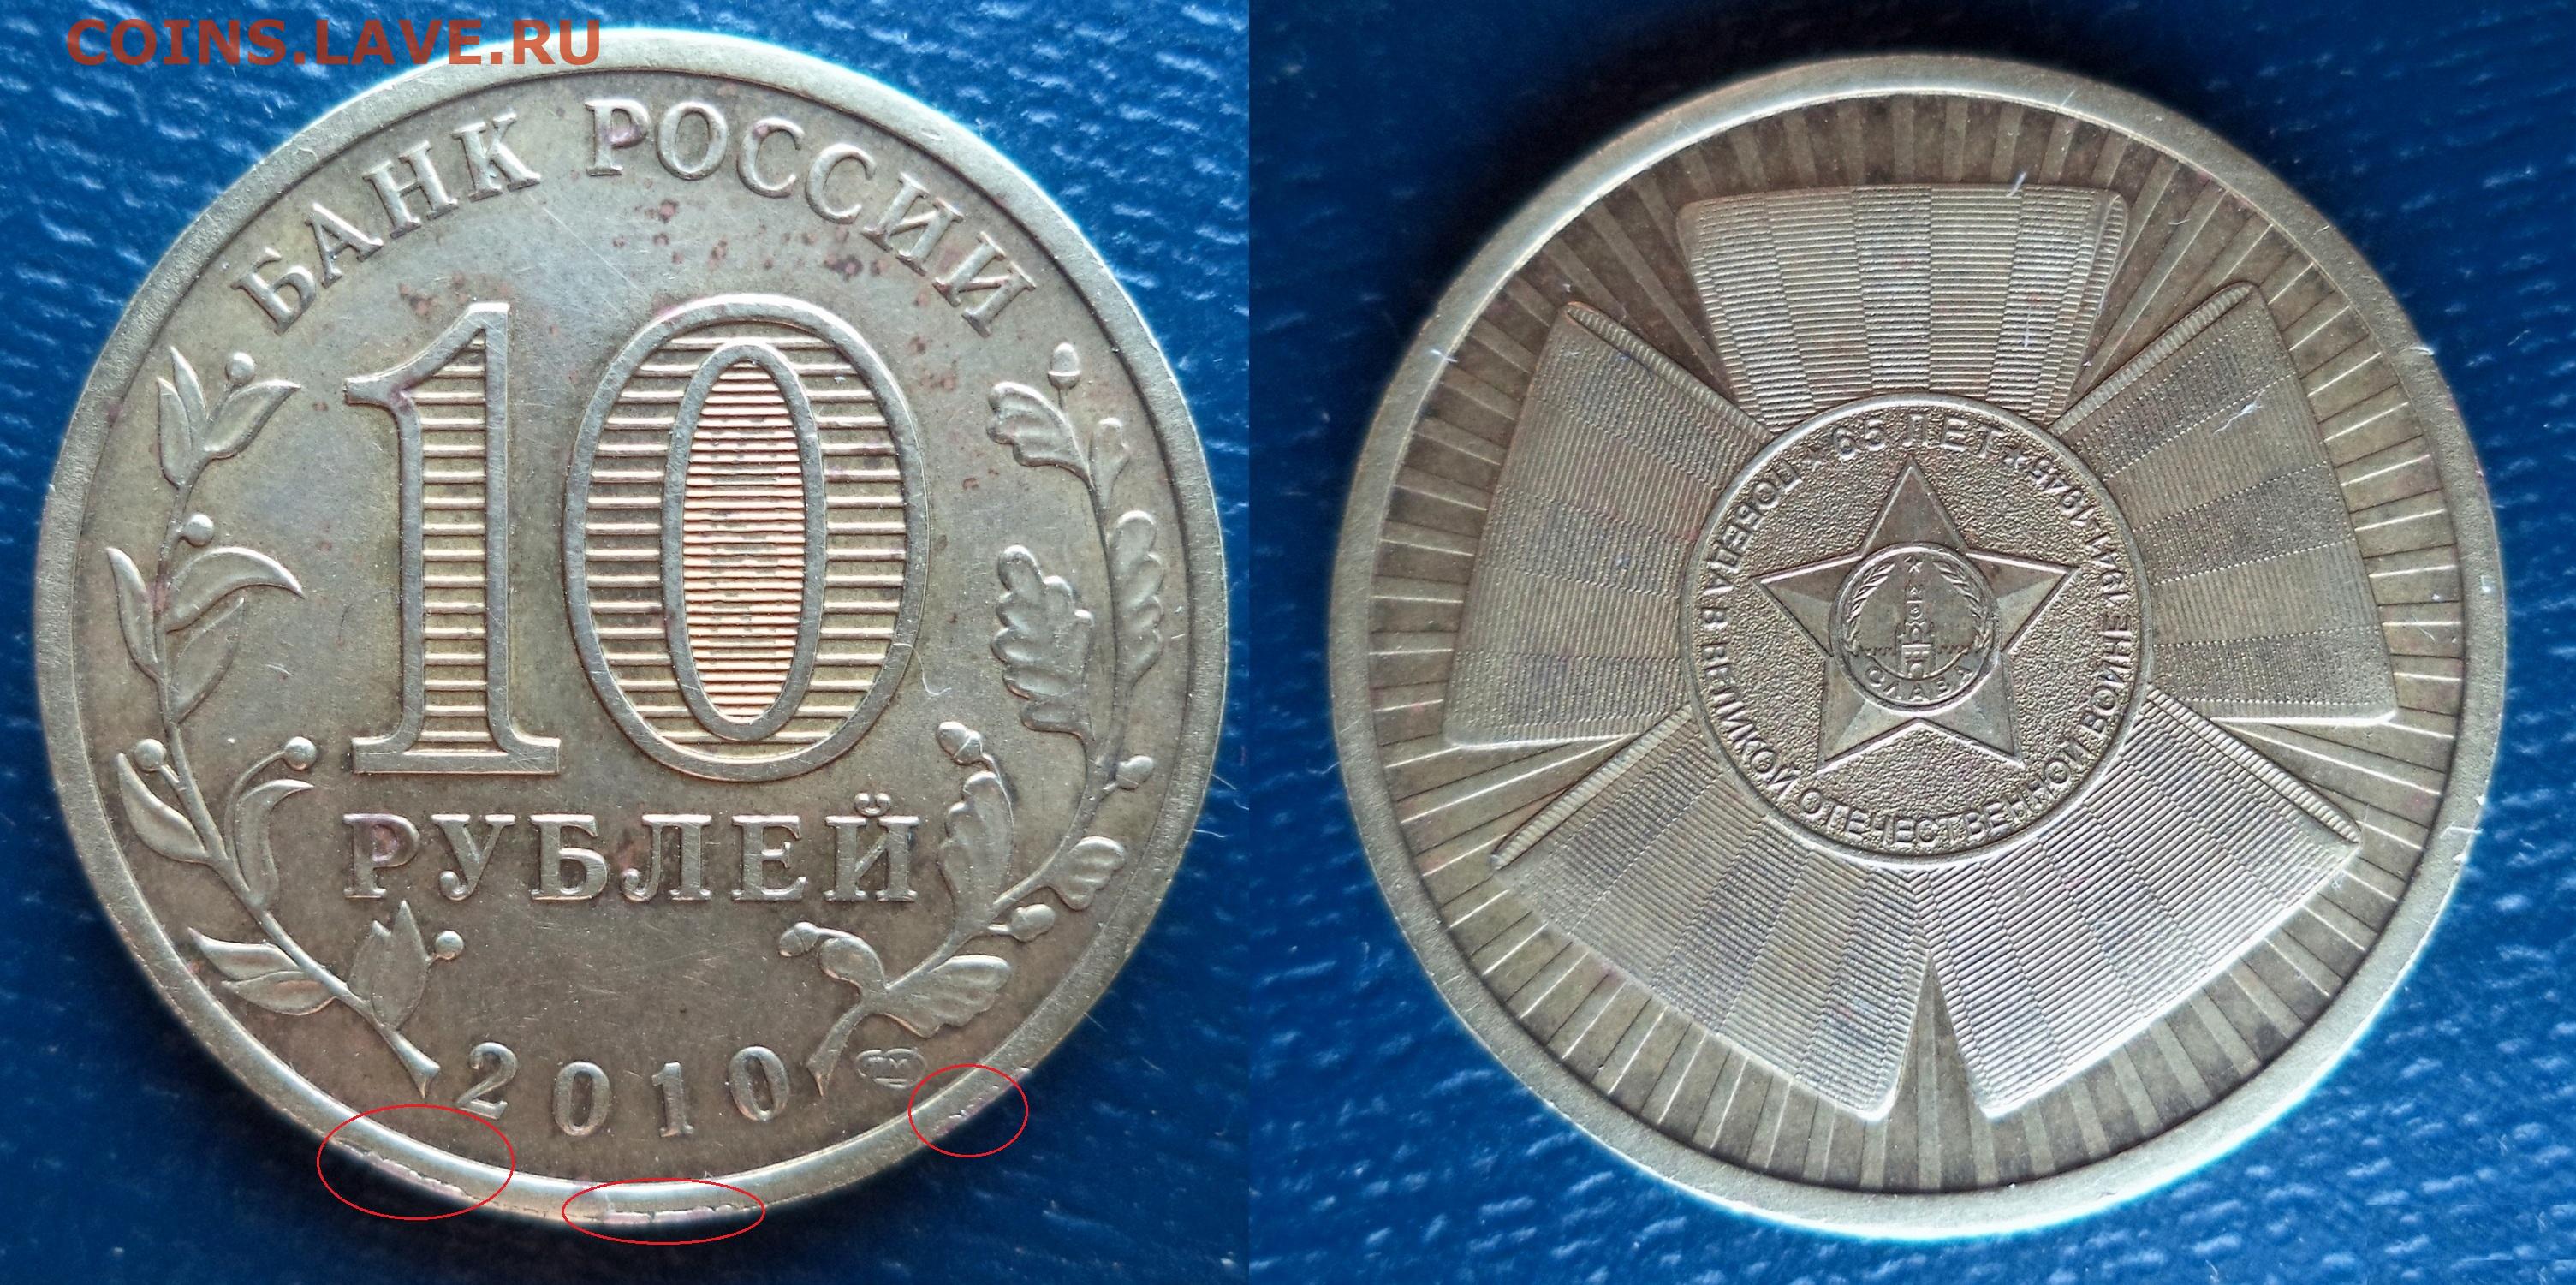 COINS.LAVE.RU
БАНК РОССИИ
10
РУБЛЕЙ
2010
★ 65 ЛЕТ ★
ПОБЕДА В ВЕЛИКОЙ ОТЕЧЕСТВЕННОЙ ВОЙНЕ 1941-1945
СЛАВА